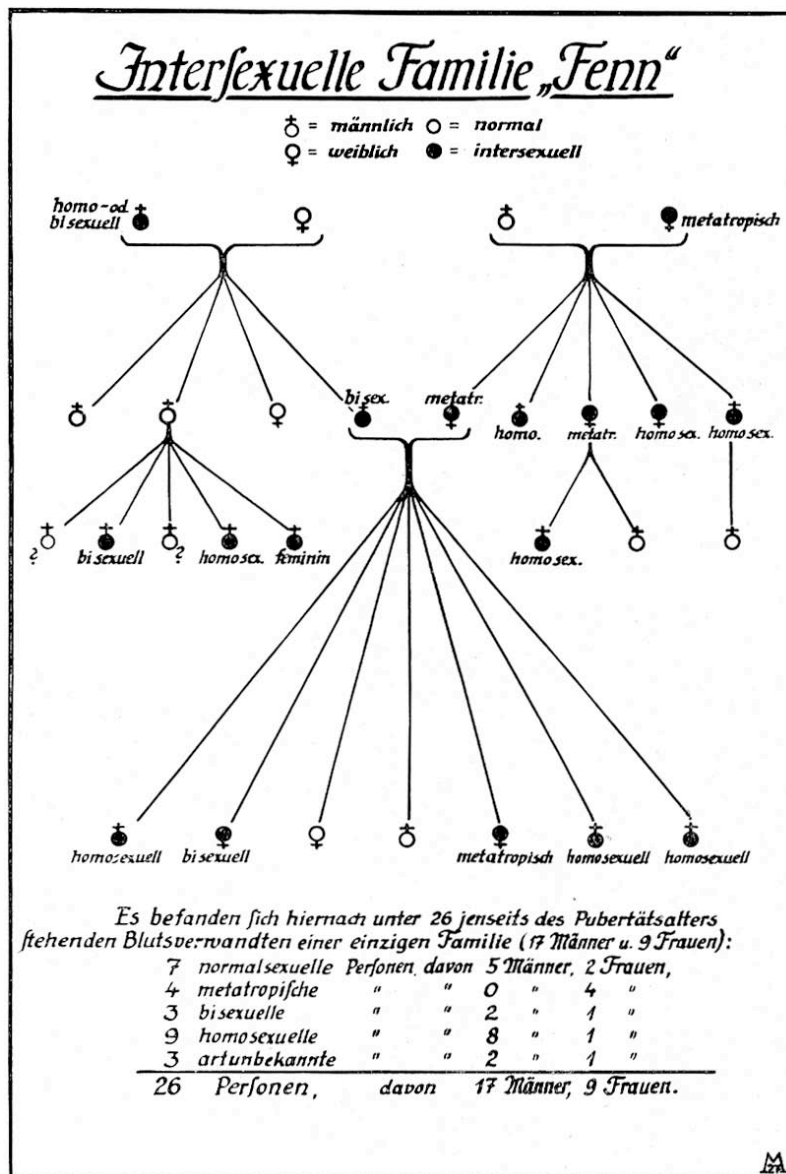 Interſexuelle Familie „Fenn“
♁ = männlich ○ = normal
♀ = weiblich ● = intersexuell
homo-od.
bisexuell
metatropisch
bisex.
metatr.
homo.
metatr.
homosex.
homosex.
?
bisexuell
?
homosex.
feminin
homosex.
homosexuell
bisexuell
metatropisch
homosexuell
homosexuell
Es befanden ſich hiernach unter 26 jenseits des Pubertätsalters
ſtehenden Blutsverwandten einer einzigen Familie (17 Männer u. 9 Frauen):
7 normalsexuelle Perſonen, davon 5 Männer, 2 Frauen,
4 metatropiſche " " 0 " 4 "
3 bisexuelle " " 2 " 1 "
9 homosexuelle " " 8 " 1 "
3 artunbekannte " " 2 " 1 "
26 Perſonen, davon 17 Männer, 9 Frauen.